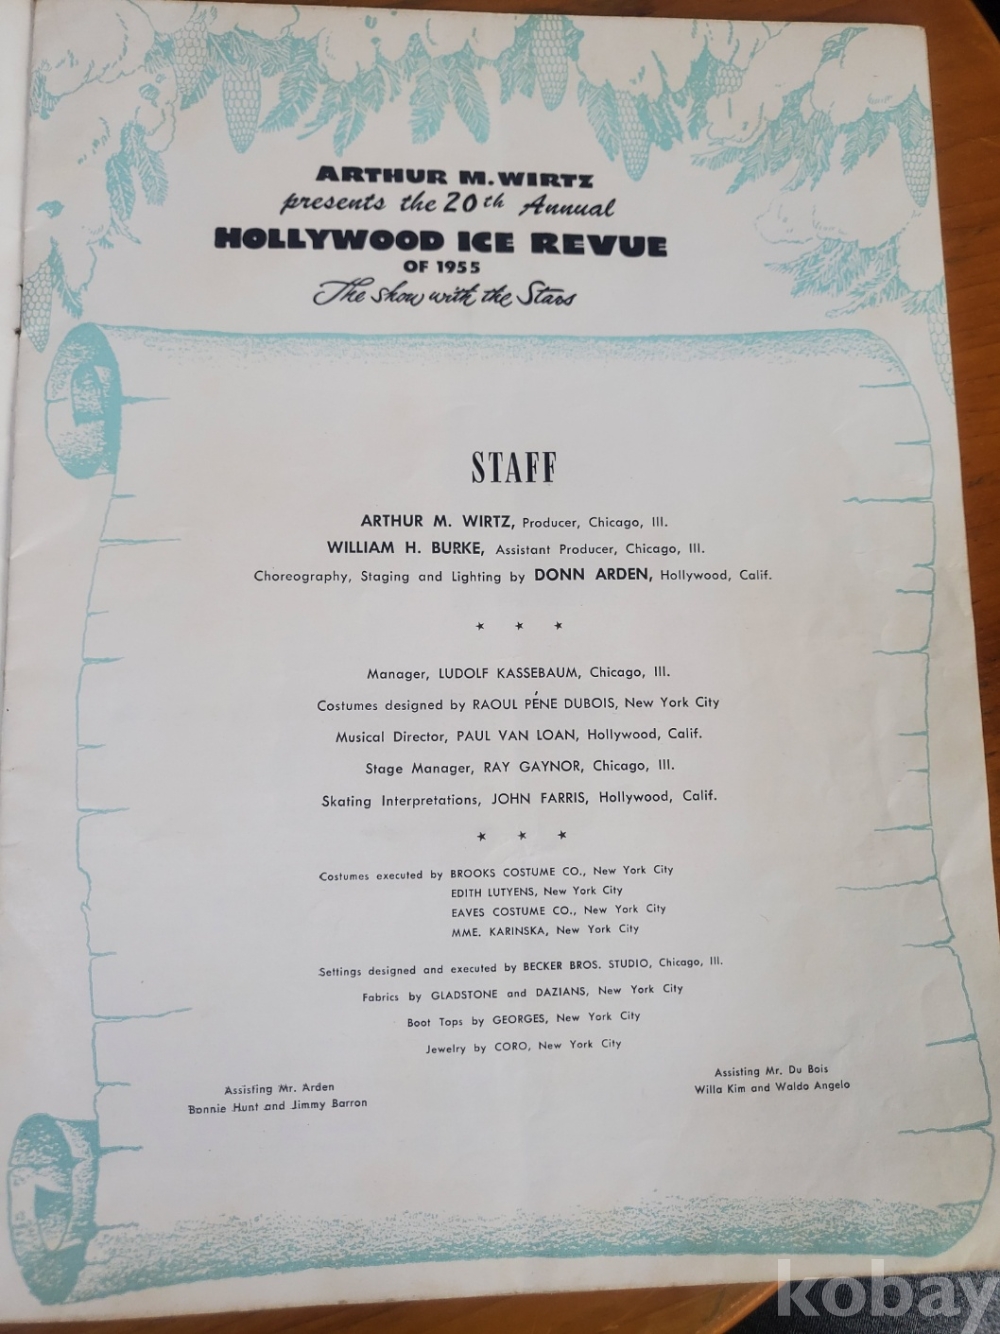 ARTHUR M. WIRTZ
presents the 20th Annual
HOLLYWOOD ICE REVUE
OF 1955
The Show with the Stars
STAFF
ARTHUR M. WIRTZ, Producer, Chicago, Ill.
WILLIAM H. BURKE, Assistant Producer, Chicago, Ill.
Choreography, Staging and Lighting by DONN ARDEN, Hollywood, Calif.
★ ★ ★
Manager, LUDOLF KASSEBAUM, Chicago, Ill.
Costumes designed by RAOUL PÉNE DUBOIS, New York City
Musical Director, PAUL VAN LOAN, Hollywood, Calif.
Stage Manager, RAY GAYNOR, Chicago, Ill.
Skating Interpretations, JOHN FARRIS, Hollywood, Calif.
★ ★ ★
Costumes executed by BROOKS COSTUME CO., New York City
EDITH LUTYENS, New York City
EAVES COSTUME CO., New York City
MME. KARINSKA, New York City
Settings designed and executed by BECKER BROS. STUDIO, Chicago, Ill.
Fabrics by GLADSTONE and DAZIANS, New York City
Boot Tops by GEORGES, New York City
Jewelry by CORO, New York City
Assisting Mr. Arden
Bonnie Hunt and Jimmy Barron
Assisting Mr. Du Bois
Willa Kim and Waldo Angelo
kobay